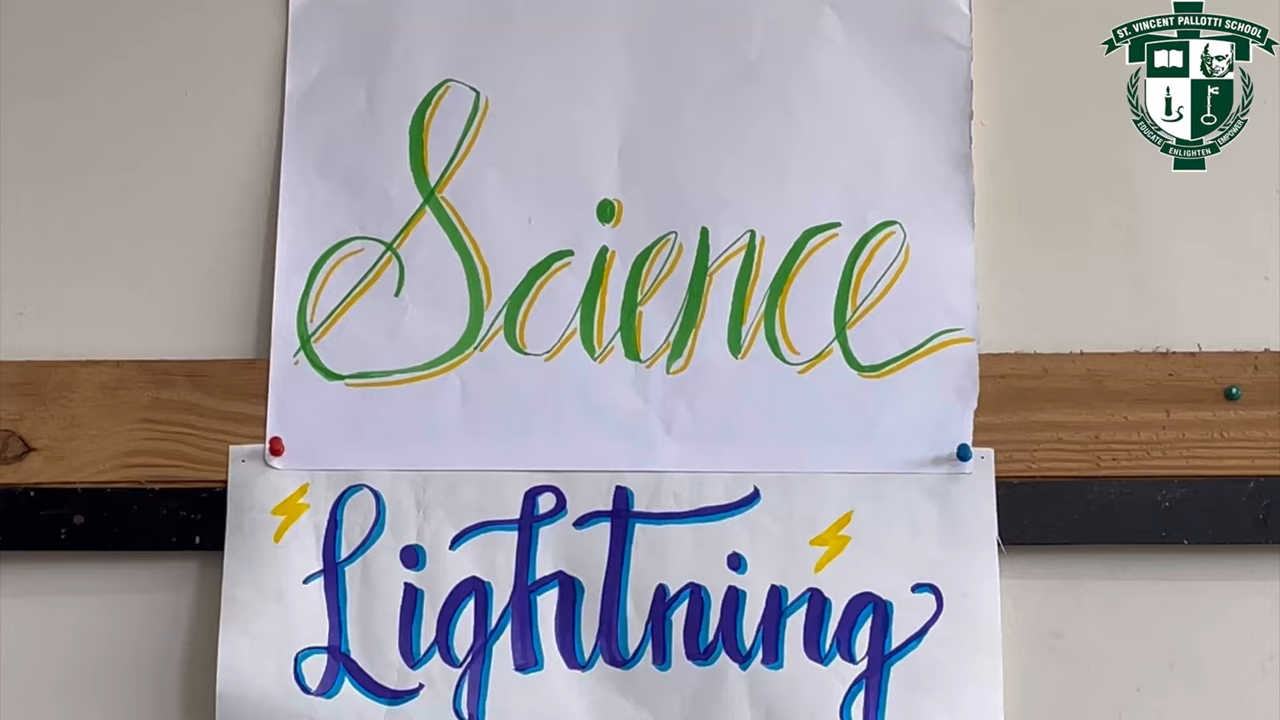 ST. VINCENT PALLOTTI SCHOOL
EDUCATE ENLIGHTEN EMPOWER
Science
Lightning